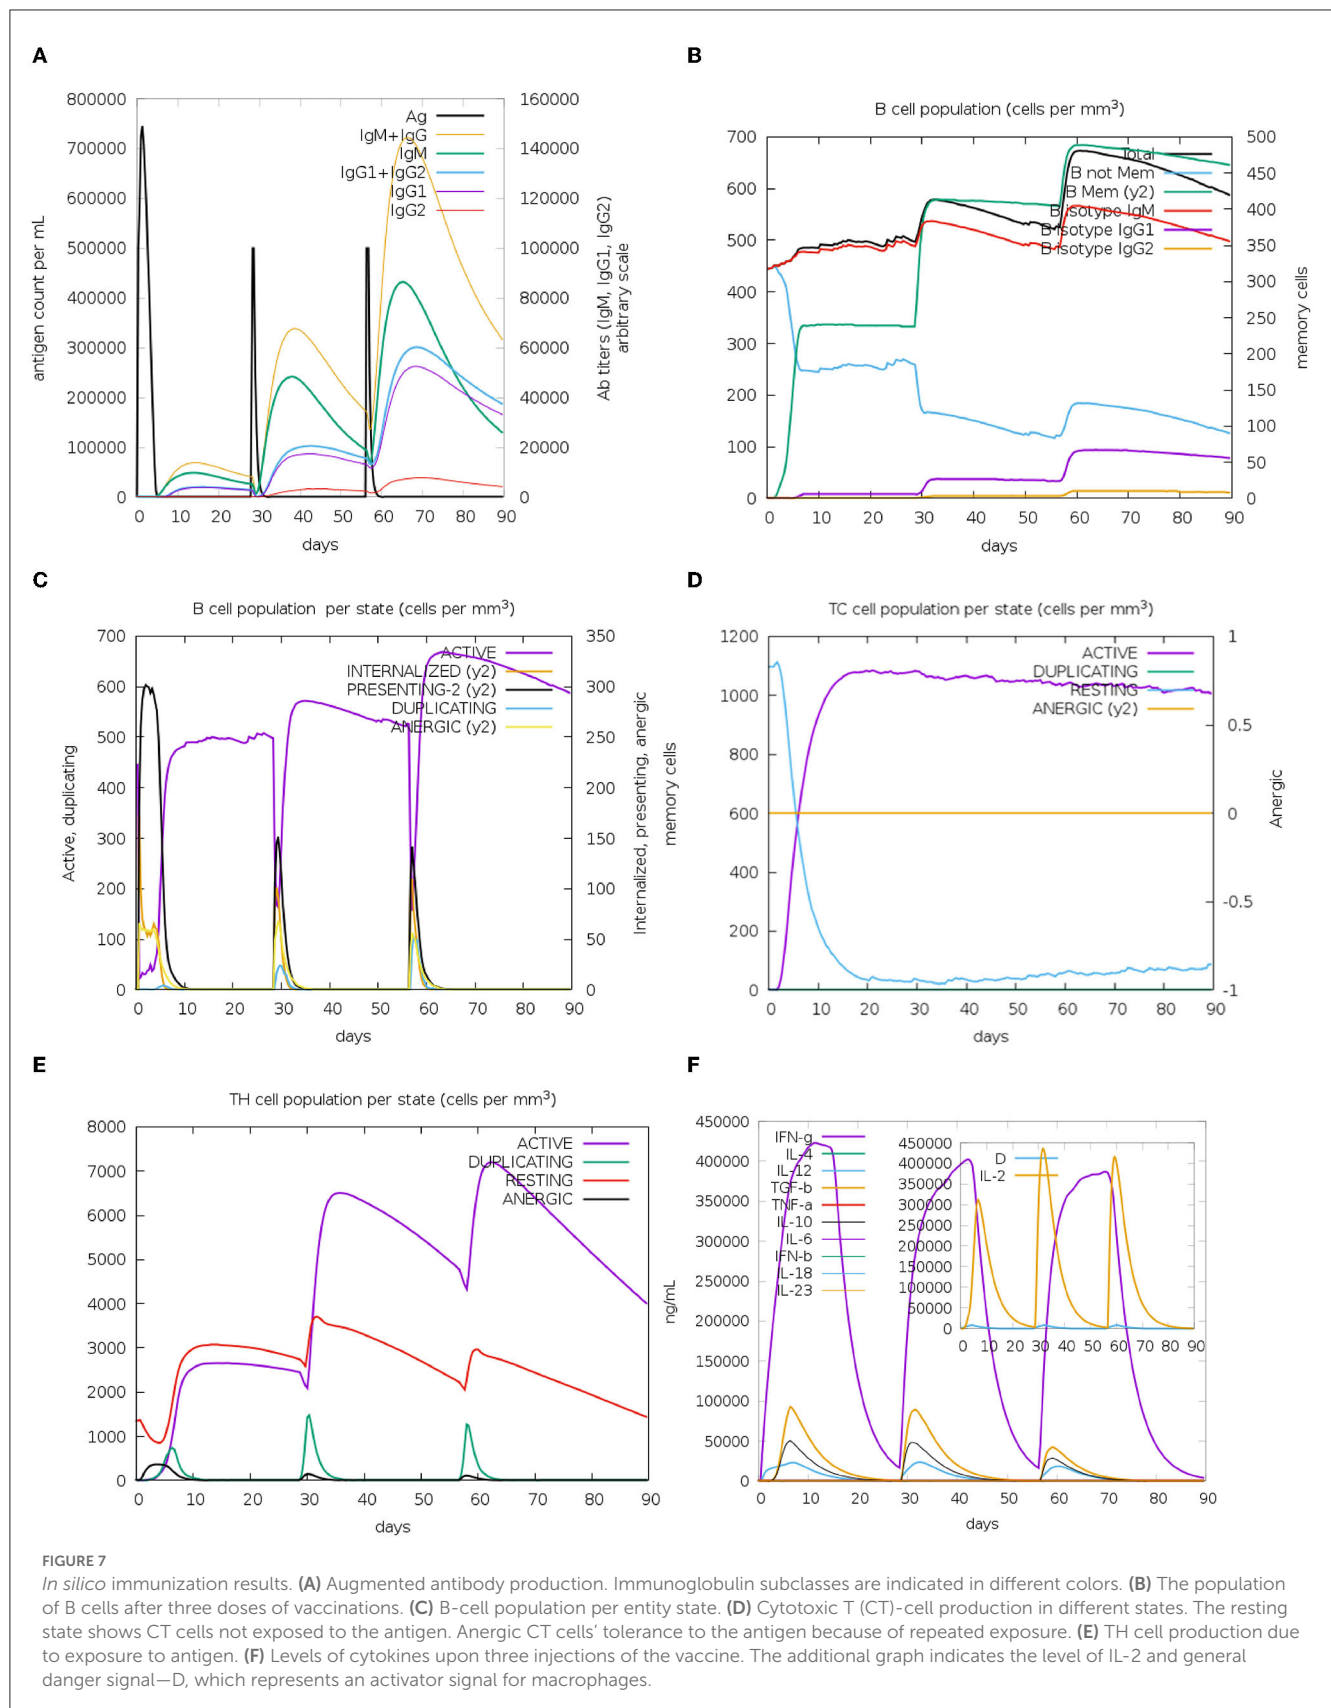 A
800000
700000
600000
500000
400000
300000
200000
100000
0
antigen count per mL
160000
140000
120000
100000
80000
60000
40000
20000
0
Ab titers (IgM, IgG1, IgG2)
arbitrary scale
Ag
IgM+IgG
IgM
IgG1+IgG2
IgG1
IgG2
0 10 20 30 40 50 60 70 80 90
days
B
B cell population (cells per mm³)
700
600
500
400
300
200
100
0
500
450
400
350
300
250
200
150
100
50
0
memory cells
Total
B not Mem
B Mem (y2)
B isotype IgM
B isotype IgG1
B isotype IgG2
0 10 20 30 40 50 60 70 80 90
days
C
B cell population per state (cells per mm³)
700
600
500
400
300
200
100
0
Active, duplicating
350
300
250
200
150
100
50
0
Internalized, presenting, anergic
memory cells
ACTIVE
INTERNALIZED (y2)
PRESENTING-2 (y2)
DUPLICATING
ANERGIC (y2)
0 10 20 30 40 50 60 70 80 90
days
D
TC cell population per state (cells per mm³)
1200
1000
800
600
400
200
0
1
0.5
0
-0.5
-1
Anergic
ACTIVE
DUPLICATING
RESTING
ANERGIC (y2)
0 10 20 30 40 50 60 70 80 90
days
E
TH cell population per state (cells per mm³)
8000
7000
6000
5000
4000
3000
2000
1000
0
ACTIVE
DUPLICATING
RESTING
ANERGIC
0 10 20 30 40 50 60 70 80 90
days
F
450000
400000
350000
300000
250000
200000
150000
100000
50000
0
ng/mL
IFN-g
IL-4
IL-12
TGF-b
TNF-a
IL-10
IL-6
IFN-b
IL-18
IL-23
450000
400000
350000
300000
250000
200000
150000
100000
50000
0
D
IL-2
0 10 20 30 40 50 60 70 80 90
0 10 20 30 40 50 60 70 80 90
days
FIGURE 7
In silico immunization results. (A) Augmented antibody production. Immunoglobulin subclasses are indicated in different colors. (B) The population
of B cells after three doses of vaccinations. (C) B-cell population per entity state. (D) Cytotoxic T (CT)-cell production in different states. The resting
state shows CT cells not exposed to the antigen. Anergic CT cells' tolerance to the antigen because of repeated exposure. (E) TH cell production due
to exposure to antigen. (F) Levels of cytokines upon three injections of the vaccine. The additional graph indicates the level of IL-2 and general
danger signal—D, which represents an activator signal for macrophages.